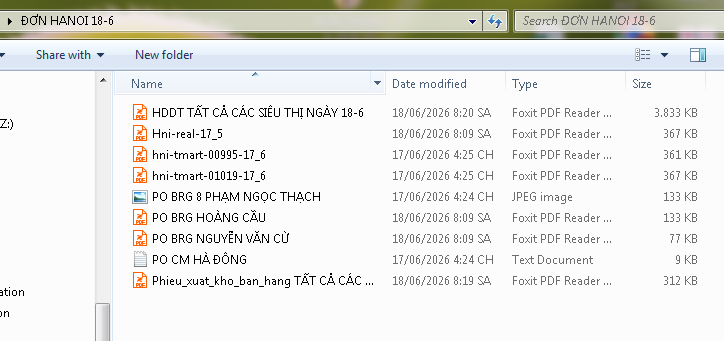 ĐƠN HANOI 18-6 Search ĐƠN HANOI 18-6
Share with New folder
Name Date modified Type Size
Z:)
HDDT TẤT CẢ CÁC SIÊU THỊ NGÀY 18-6 18/06/2026 8:20 SA Foxit PDF Reader ... 3.833 KB
Hni-real-17_5 18/06/2026 8:09 SA Foxit PDF Reader ... 367 KB
hni-tmart-00995-17_6 17/06/2026 4:25 CH Foxit PDF Reader ... 361 KB
hni-tmart-01019-17_6 17/06/2026 4:25 CH Foxit PDF Reader ... 367 KB
PO BRG 8 PHẠM NGỌC THẠCH 17/06/2026 4:24 CH JPEG image 133 KB
PO BRG HOÀNG CẦU 18/06/2026 8:09 SA Foxit PDF Reader ... 133 KB
PO BRG NGUYỄN VĂN CỪ 18/06/2026 8:09 SA Foxit PDF Reader ... 77 KB
PO CM HÀ ĐÔNG 17/06/2026 4:24 CH Text Document 9 KB
Phieu_xuat_kho_ban_hang TẤT CẢ CÁC ... 18/06/2026 8:19 SA Foxit PDF Reader ... 312 KB
ation
on